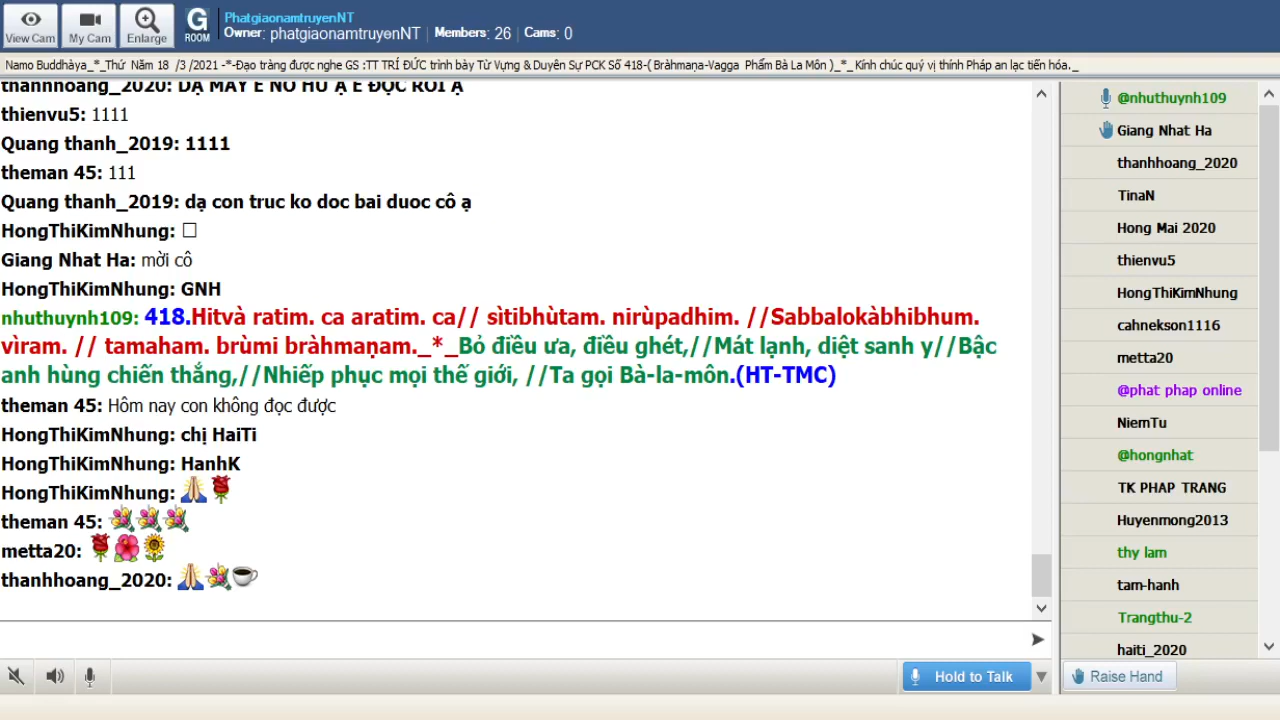 View Cam
My Cam
Enlarge
G
ROOM
PhatgiaonamtruyenNT
Owner: phatgiaonamtruyenNT | Members: 26 | Cams: 0
Namo Buddhàya_*_Thứ Năm 18 /3 /2021 -*-Đạo tràng được nghe GS :TT TRÍ ĐỨC trình bày Từ Vựng & Duyên Sự PCK Số 418-( Bràhmaṇa-Vagga Phẩm Bà La Môn )_*_ Kính chúc quý vị thính Pháp an lạc tiến hóa._
thanhhoang_2020: DẠ MÁY E NÓ HƯ Ạ E ĐỌC RỒI Ạ
thienvu5: 1111
Quang thanh_2019: 1111
theman 45: 111
Quang thanh_2019: dạ con truc ko doc bai duoc cô ạ
HongThiKimNhung:
Giang Nhat Ha: mời cô
HongThiKimNhung: GNH
nhuthuynh109: 418.Hitvà ratim. ca aratim. ca// sìtibhùtam. nirùpadhim. //Sabbalokàbhibhum.
vìram. // tamaham. brùmi bràhmaṇam._*_Bỏ điều ưa, điều ghét,//Mát lạnh, diệt sanh y//Bậc
anh hùng chiến thắng,//Nhiếp phục mọi thế giới, //Ta gọi Bà-la-môn.(HT-TMC)
theman 45: Hôm nay con không đọc được
HongThiKimNhung: chị HaiTi
HongThiKimNhung: HanhK
HongThiKimNhung: 🙏🌹
theman 45: 💐💐💐
metta20: 🌹🌺🌻
thanhhoang_2020: 🙏💐☕
Hold to Talk
@nhuthuynh109
Giang Nhat Ha
thanhhoang_2020
TinaN
Hong Mai 2020
thienvu5
HongThiKimNhung
cahnekson1116
metta20
@phat phap online
NiemTu
@hongnhat
TK PHAP TRANG
Huyenmong2013
thy lam
tam-hanh
Trangthu-2
haiti_2020
Raise Hand